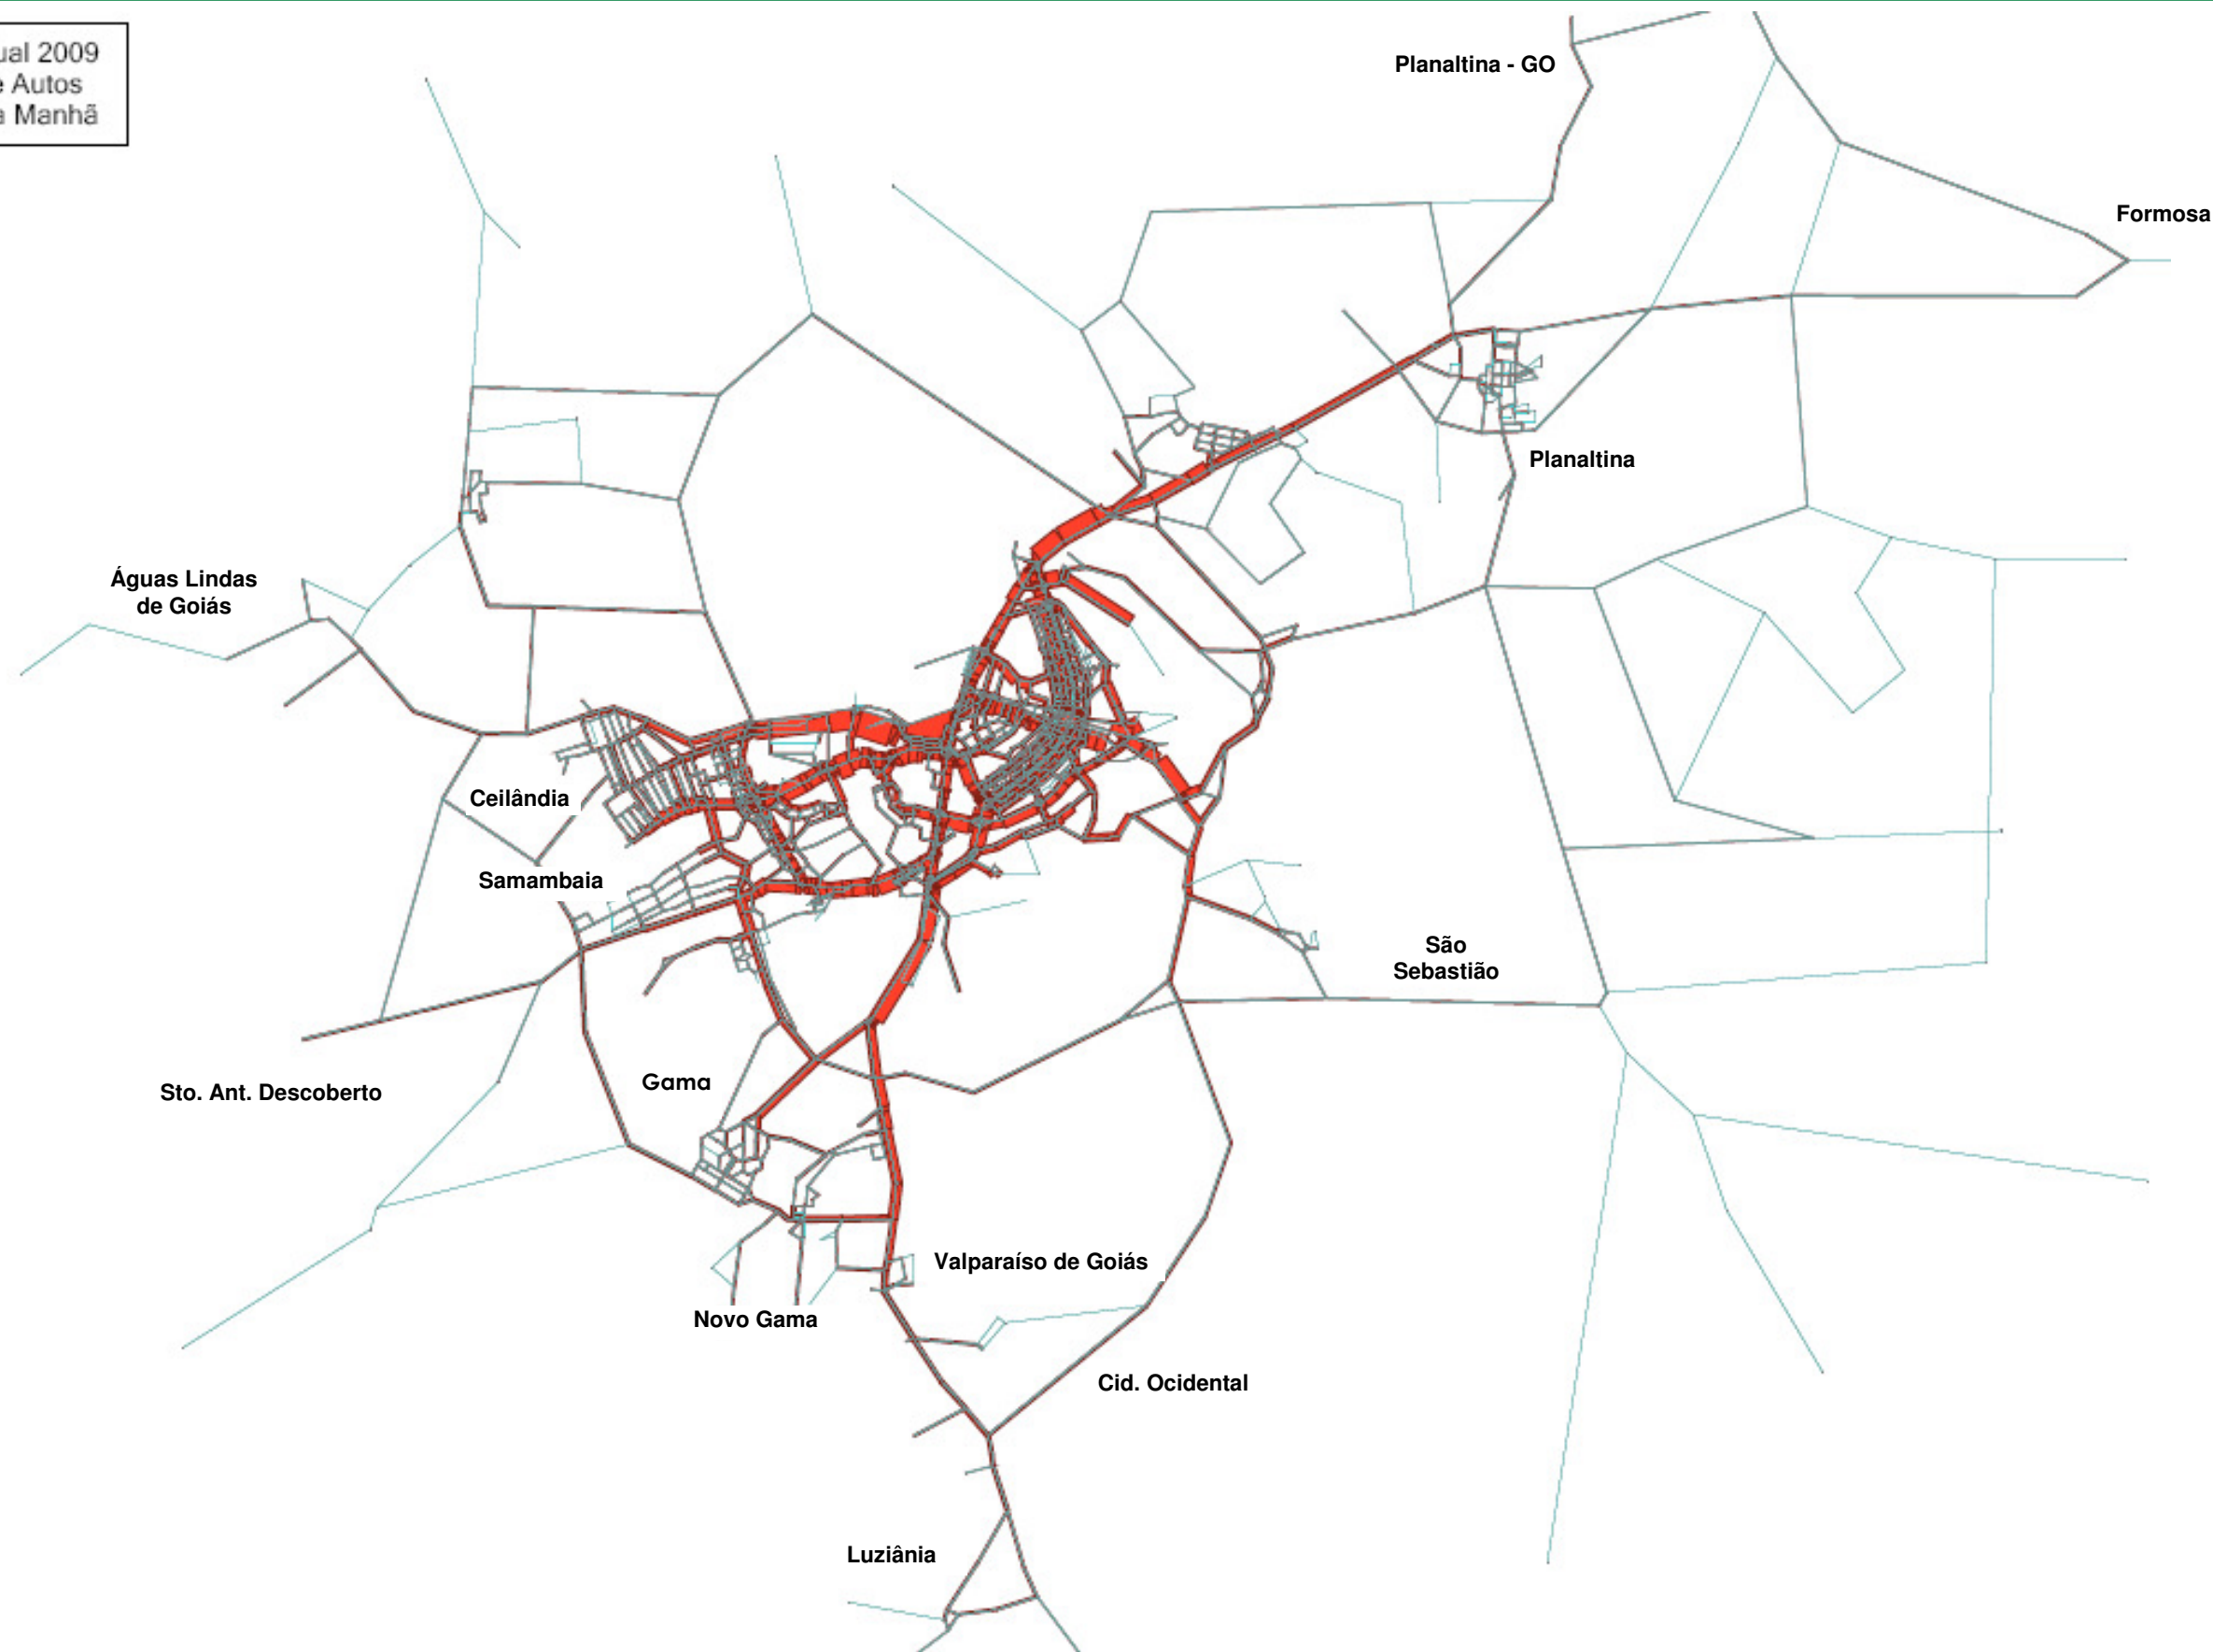 ual 2009
e Autos
a Manhã
Planaltina - GO
Formosa
Planaltina
Águas Lindas
de Goiás
Ceilândia
Samambaia
São
Sebastião
Gama
Sto. Ant. Descoberto
Valparaíso de Goiás
Novo Gama
Cid. Ocidental
Luziânia